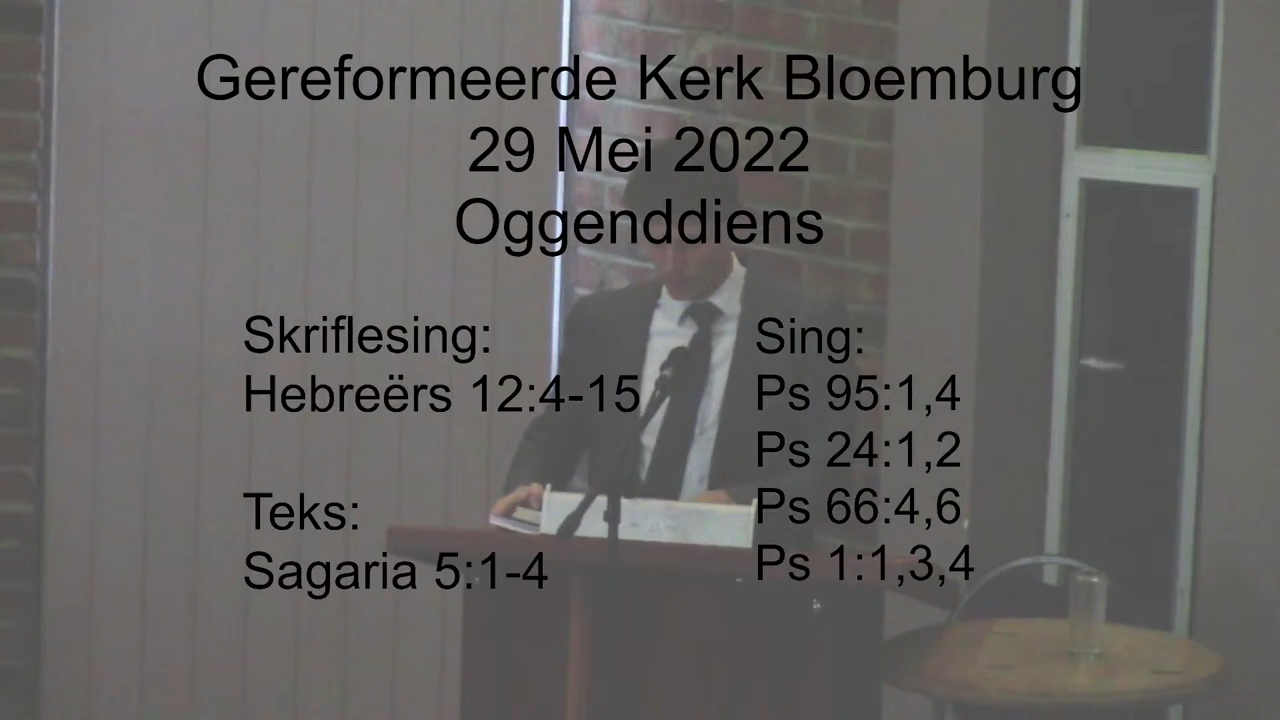 Gereformeerde Kerk Bloemburg
29 Mei 2022
Oggenddiens
Skriflesing:
Hebreërs 12:4-15
Teks:
Sagaria 5:1-4
Sing:
Ps 95:1,4
Ps 24:1,2
Ps 66:4,6
Ps 1:1,3,4